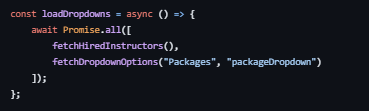 const loadDropdowns = async () => {
    await Promise.all([
        fetchHiredInstructors(),
        fetchDropdownOptions("Packages", "packageDropdown")
    ]);
};